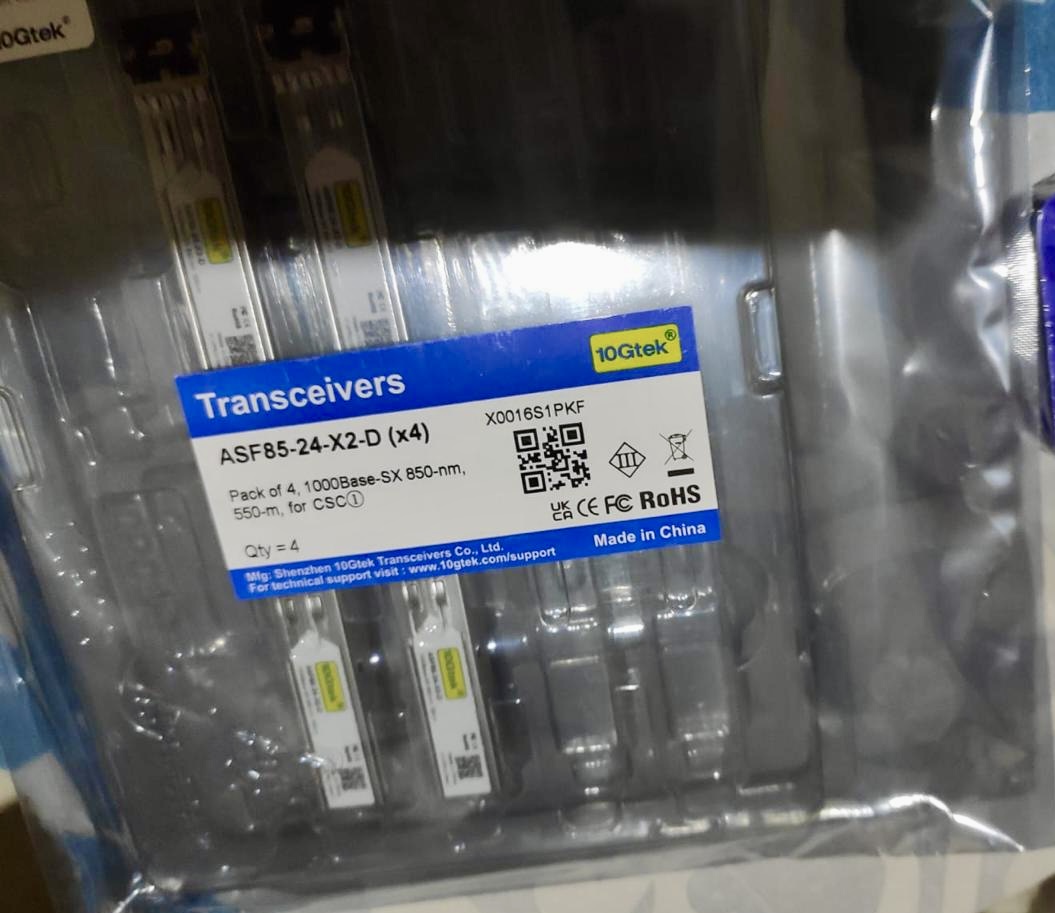 10Gtek®
10Gtek®
Transceivers
X0016S1PKF
ASF85-24-X2-D (x4)
Pack of 4, 1000Base-SX 850-nm,
550-m, for CSC①
UK
CA CE FC RoHS
Qty = 4
Mfg: Shenzhen 10Gtek Transceivers Co., Ltd.
For technical support visit : www.10gtek.com/support
Made in China
10Gtek
10Gtek